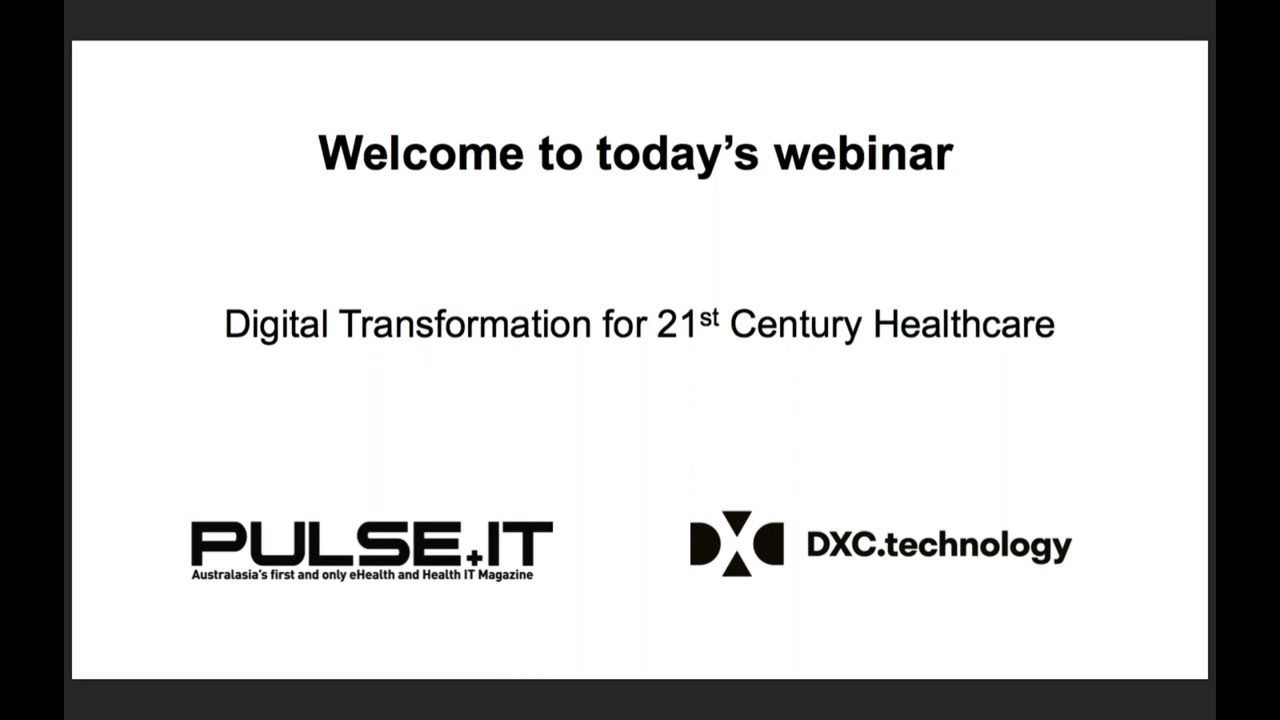 Welcome to today’s webinar
Digital Transformation for 21st Century Healthcare
PULSE+IT
Australasia's first and only eHealth and Health IT Magazine
DXC.technology